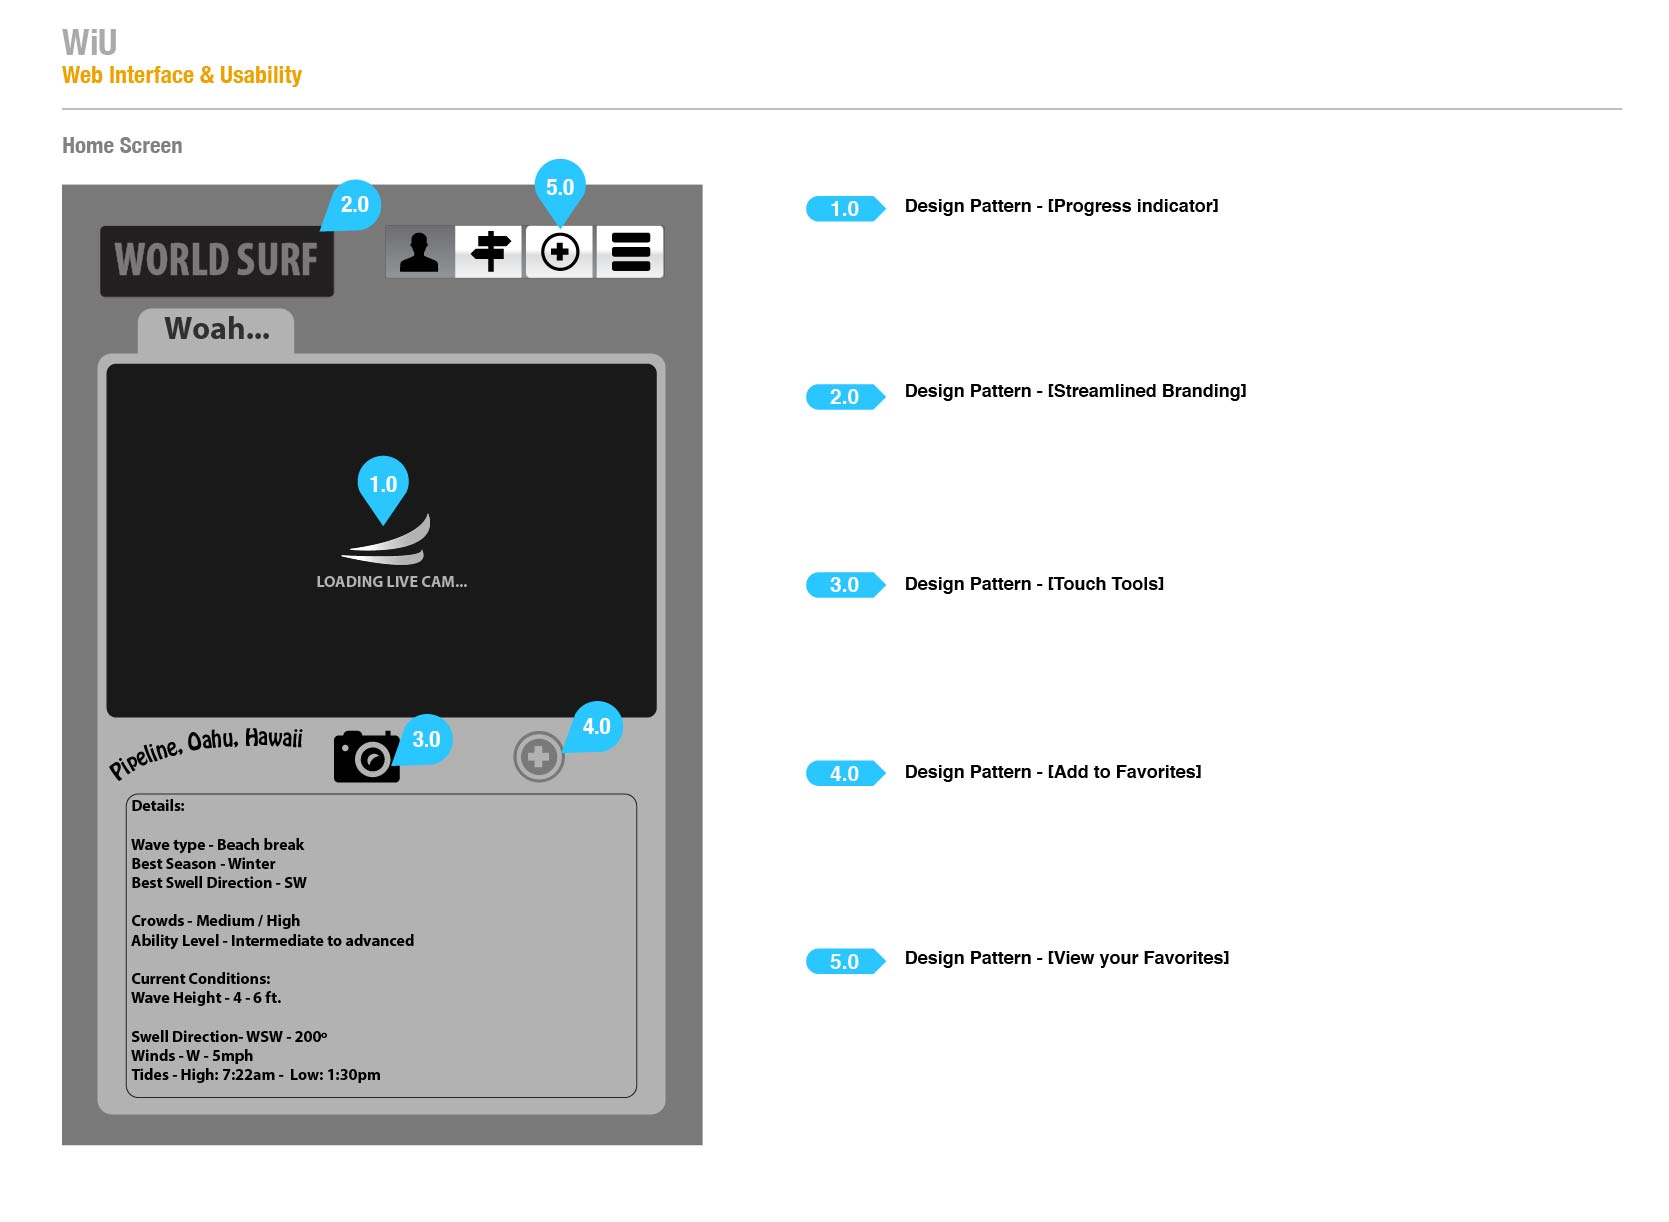 WiU
Web Interface & Usability
Home Screen
2.0
5.0
WORLD SURF
Woah...
1.0
LOADING LIVE CAM...
Pipeline, Oahu, Hawaii
3.0
4.0
Details:
Wave type - Beach break
Best Season - Winter
Best Swell Direction - SW
Crowds - Medium / High
Ability Level - Intermediate to advanced
Current Conditions:
Wave Height - 4 - 6 ft.
Swell Direction- WSW - 200º
Winds - W - 5mph
Tides - High: 7:22am -  Low: 1:30pm
1.0 Design Pattern - [Progress indicator]
2.0 Design Pattern - [Streamlined Branding]
3.0 Design Pattern - [Touch Tools]
4.0 Design Pattern - [Add to Favorites]
5.0 Design Pattern - [View your Favorites]